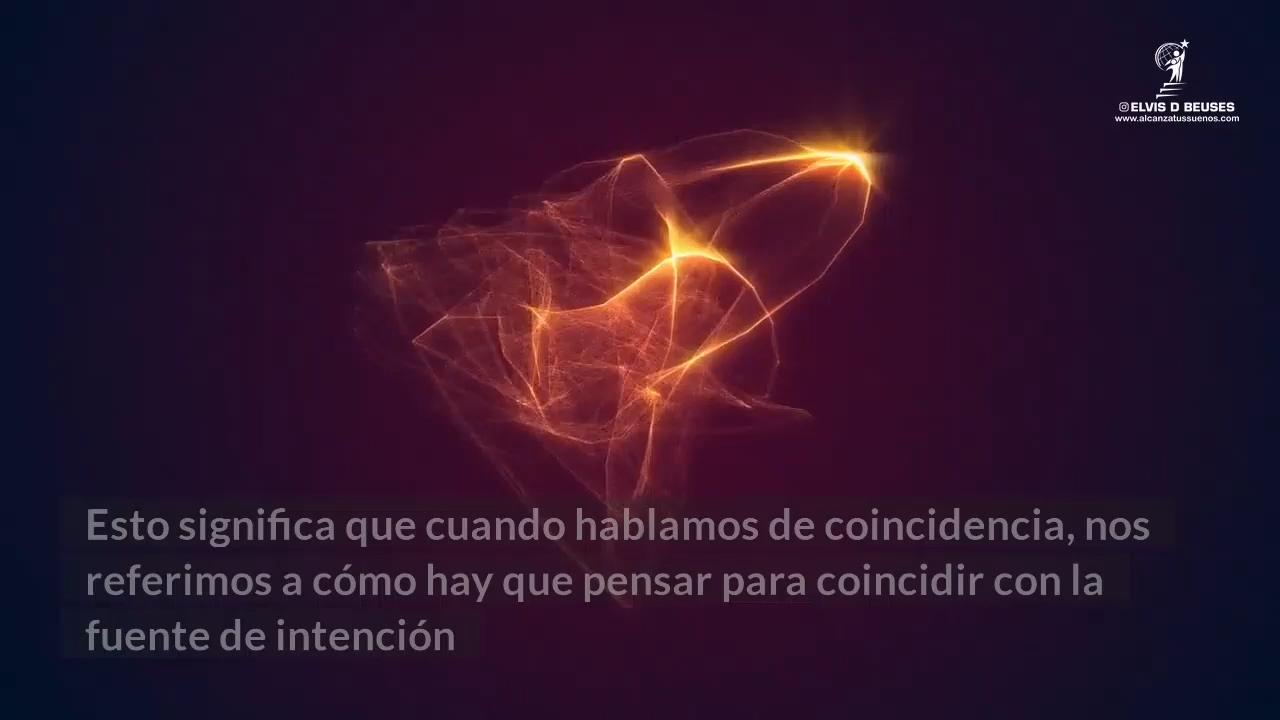 ELVIS D BEUSES
www.alcanzatussuenos.com
Esto significa que cuando hablamos de coincidencia, nos
referimos a cómo hay que pensar para coincidir con la
fuente de intención